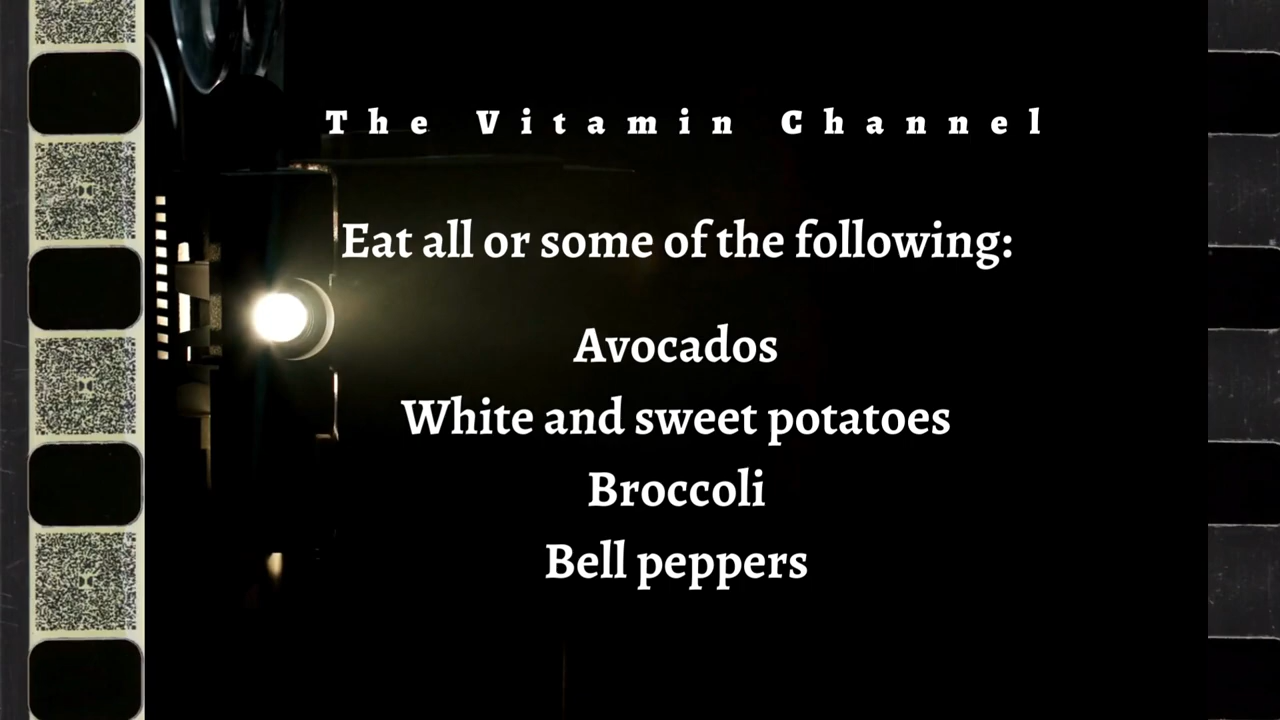 The Vitamin Channel
Eat all or some of the following:
Avocados
White and sweet potatoes
Broccoli
Bell peppers